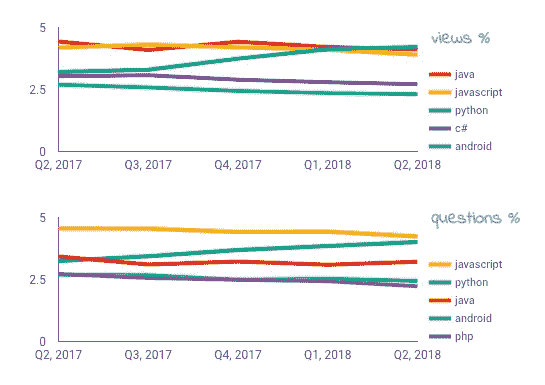 views %
5
2.5
0
Q2, 2017 Q3, 2017 Q4, 2017 Q1, 2018 Q2, 2018
java
javascript
python
c#
android
questions %
5
2.5
0
Q2, 2017 Q3, 2017 Q4, 2017 Q1, 2018 Q2, 2018
javascript
python
java
android
php